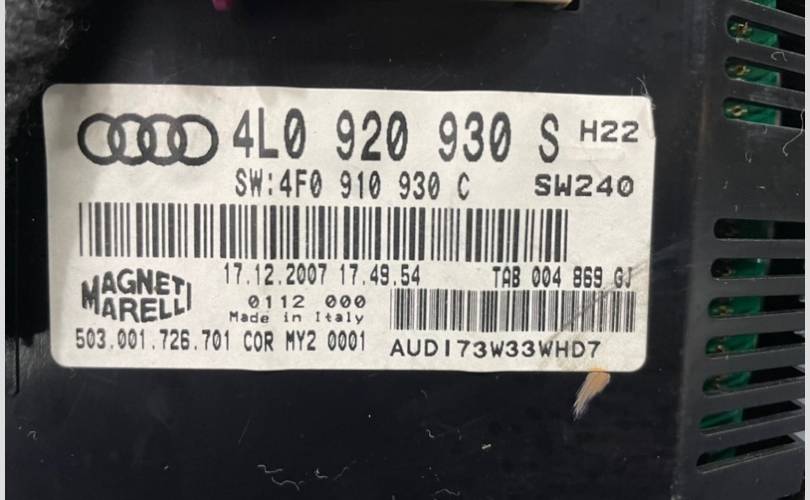 4L0 920 930 S H22
SW:4F0 910 930 C SW240
17.12.2007 17.49.54 TAB 004 869 GJ
MAGNETI MARELLI
0112 000
Made in Italy
503.001.726.701 COR MY2 0001
AUDI73W33WHD7